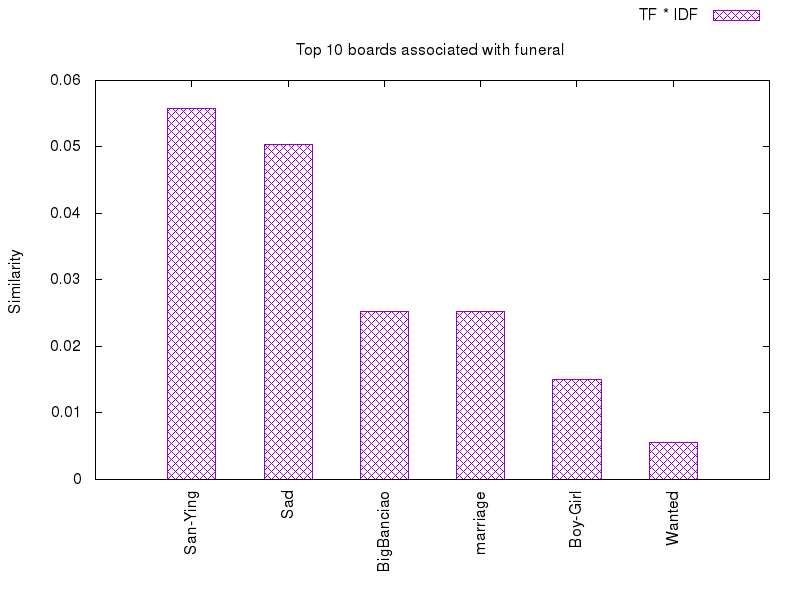 TF * IDF
Top 10 boards associated with funeral
Similarity
0.06
0.05
0.04
0.03
0.02
0.01
0
San-Ying
Sad
BigBanciao
marriage
Boy-Girl
Wanted